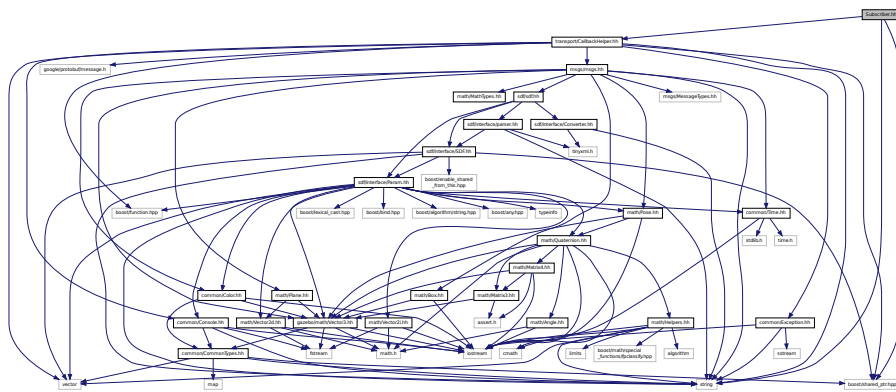 Subscriber.hh
transport/CallbackHelper.hh
google/protobuf/message.h
msgs/msgs.hh
math/MathTypes.hh
sdf/sdf.hh
msgs/MessageTypes.hh
sdf/interface/parser.hh
sdf/interface/Converter.hh
sdf/interface/SDF.hh
tinyxml.h
sdf/interface/Param.hh
boost/enable_shared
_from_this.hpp
boost/function.hpp
boost/lexical_cast.hpp
boost/bind.hpp
boost/algorithm/string.hpp
boost/any.hpp
typeinfo
math/Pose.hh
common/Time.hh
math/Quaternion.hh
stdlib.h
time.h
math/Matrix4.hh
common/Color.hh
math/Plane.hh
math/Box.hh
math/Matrix3.hh
common/Console.hh
math/Vector2d.hh
gazebo/math/Vector3.hh
math/Vector2i.hh
assert.h
math/Angle.hh
math/Helpers.hh
common/Exception.hh
common/CommonTypes.hh
fstream
math.h
iostream
cmath
limits
boost/math/special
_functions/fpclassify.hpp
algorithm
sstream
vector
map
string
boost/shared_ptr.hpp